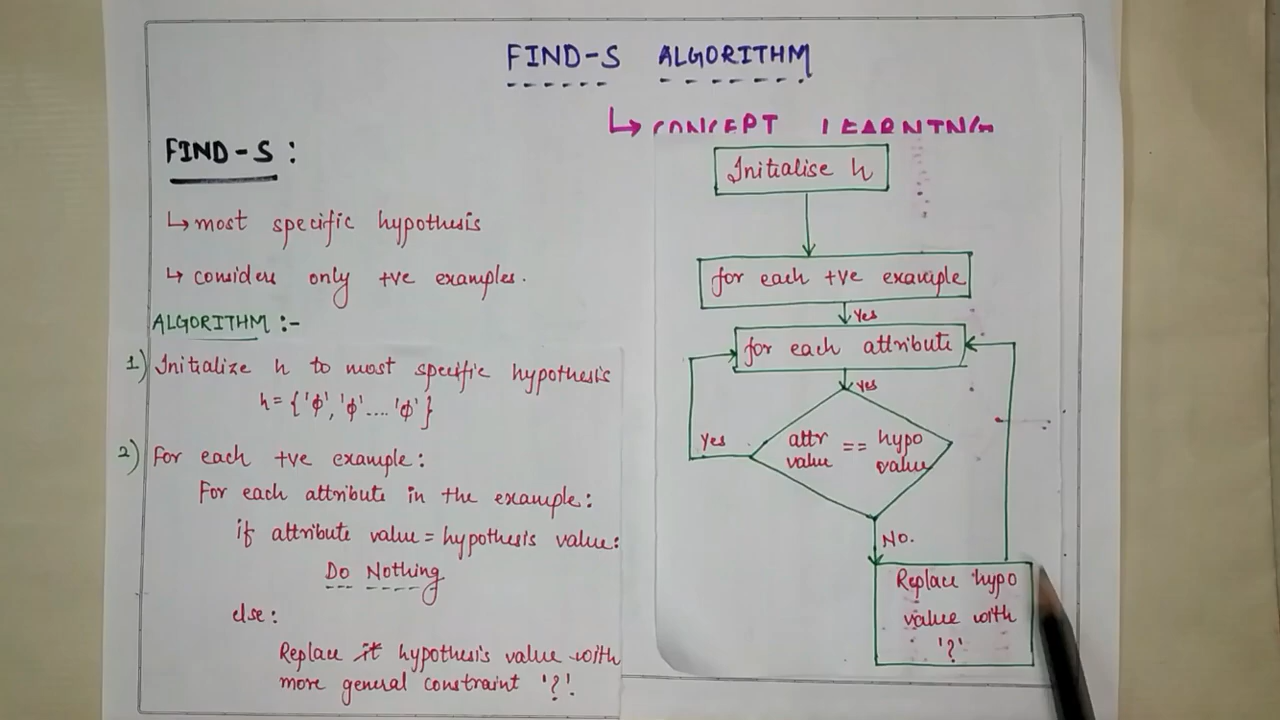 FIND-S ALGORITHM
↳ CONCEPT LEARNING
FIND-S :
↳ most specific hypothesis
↳ considers only +ve examples.
ALGORITHM :-
1) Initialize h to most specific hypothesis
h = {'ϕ', 'ϕ' .... 'ϕ'}
2) For each +ve example:
For each attribute in the example:
if attribute value = hypothesis value:
Do Nothing
else:
Replace it hypothesis value with
more general constraint '?'
Initialise h
for each +ve example
Yes
for each attribute
Yes
attr value == hypo value
Yes
No.
Replace hypo
value with
'?'